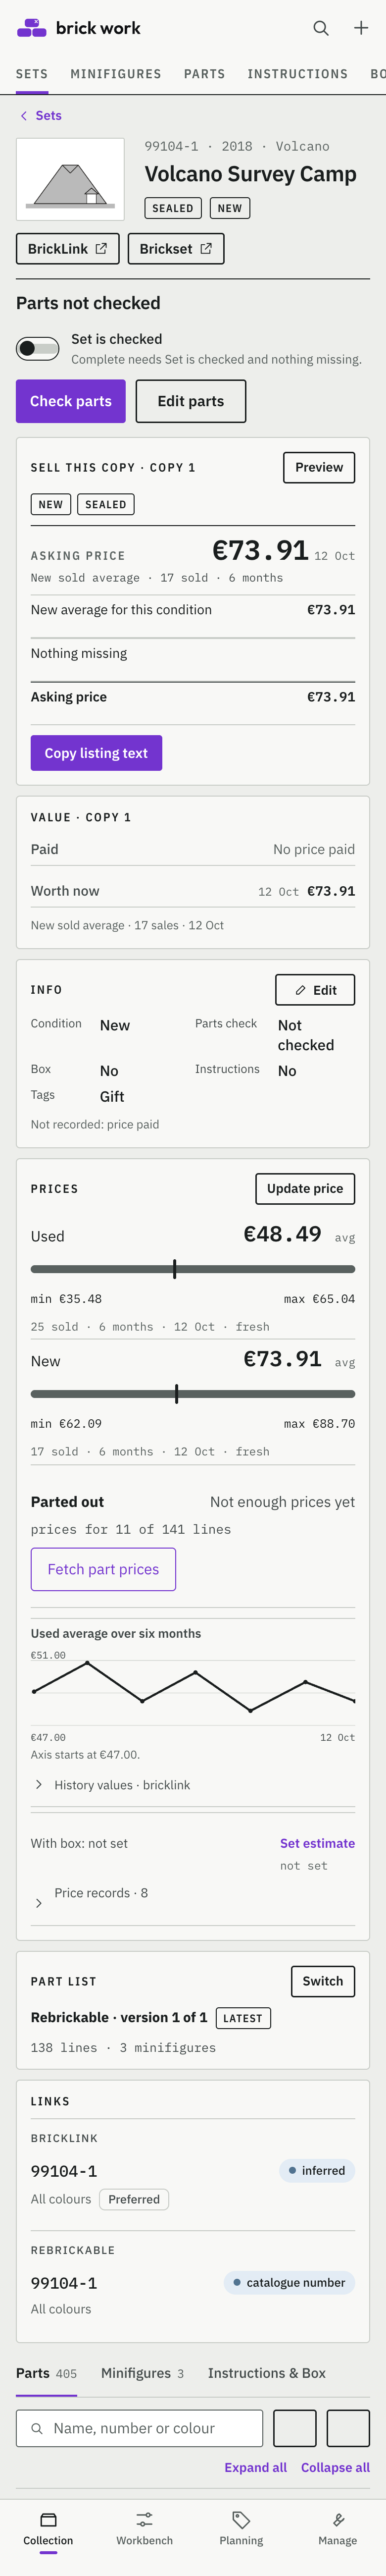 brick work
SETS MINIFIGURES PARTS INSTRUCTIONS BO
Sets
99104-1 · 2018 · Volcano
Volcano Survey Camp
SEALED NEW
BrickLink Brickset
Parts not checked
Set is checked
Complete needs Set is checked and nothing missing.
Check parts Edit parts
SELL THIS COPY · COPY 1 Preview
NEW SEALED
ASKING PRICE €73.91 12 Oct
New sold average · 17 sold · 6 months
New average for this condition €73.91
Nothing missing
Asking price €73.91
Copy listing text
VALUE · COPY 1
Paid No price paid
Worth now 12 Oct €73.91
New sold average · 17 sales · 12 Oct
INFO Edit
Condition New Parts check Not
checked
Box No Instructions No
Tags Gift
Not recorded: price paid
PRICES Update price
Used €48.49 avg
min €35.48 max €65.04
25 sold · 6 months · 12 Oct · fresh
New €73.91 avg
min €62.09 max €88.70
17 sold · 6 months · 12 Oct · fresh
Parted out Not enough prices yet
prices for 11 of 141 lines
Fetch part prices
Used average over six months
€51.00
€47.00 12 Oct
Axis starts at €47.00.
History values · bricklink
With box: not set Set estimate
not set
Price records · 8
PART LIST Switch
Rebrickable · version 1 of 1 LATEST
138 lines · 3 minifigures
LINKS
BRICKLINK
99104-1 inferred
All colours Preferred
REBRICKABLE
99104-1 catalogue number
All colours
Parts 405 Minifigures 3 Instructions & Box
Name, number or colour
Expand all Collapse all
Collection Workbench Planning Manage